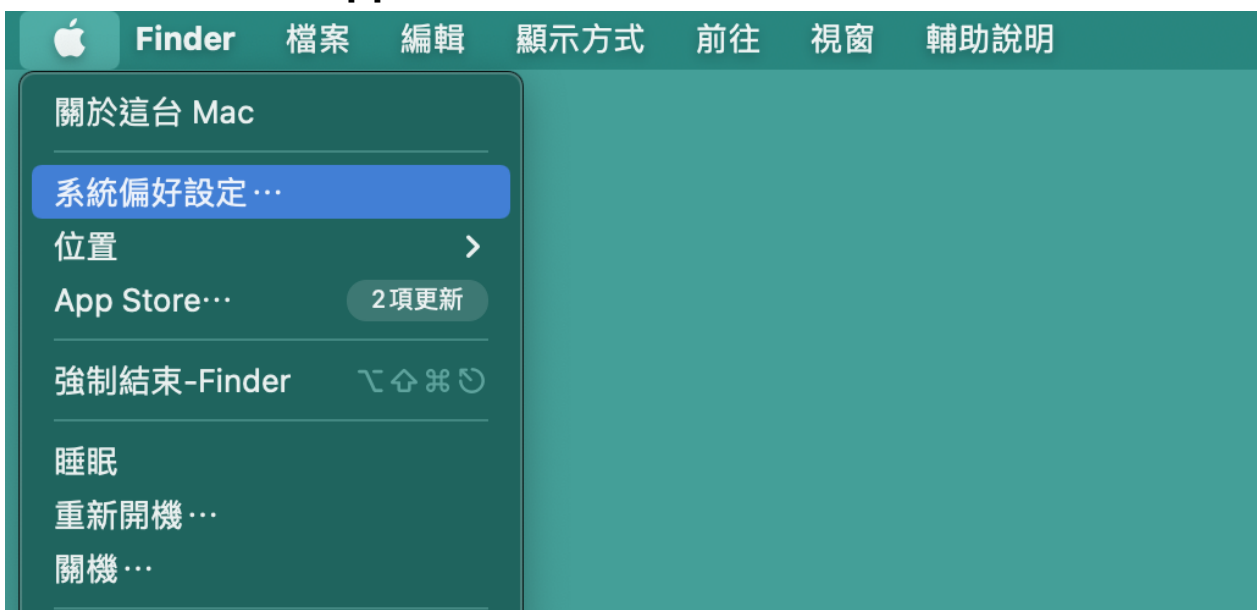 Finder 檔案 編輯 顯示方式 前往 視窗 輔助說明
關於這台 Mac
系統偏好設定⋯
位置
App Store⋯ 2項更新
強制結束-Finder ⌥⇧⌘⎋
睡眠
重新開機⋯
關機⋯